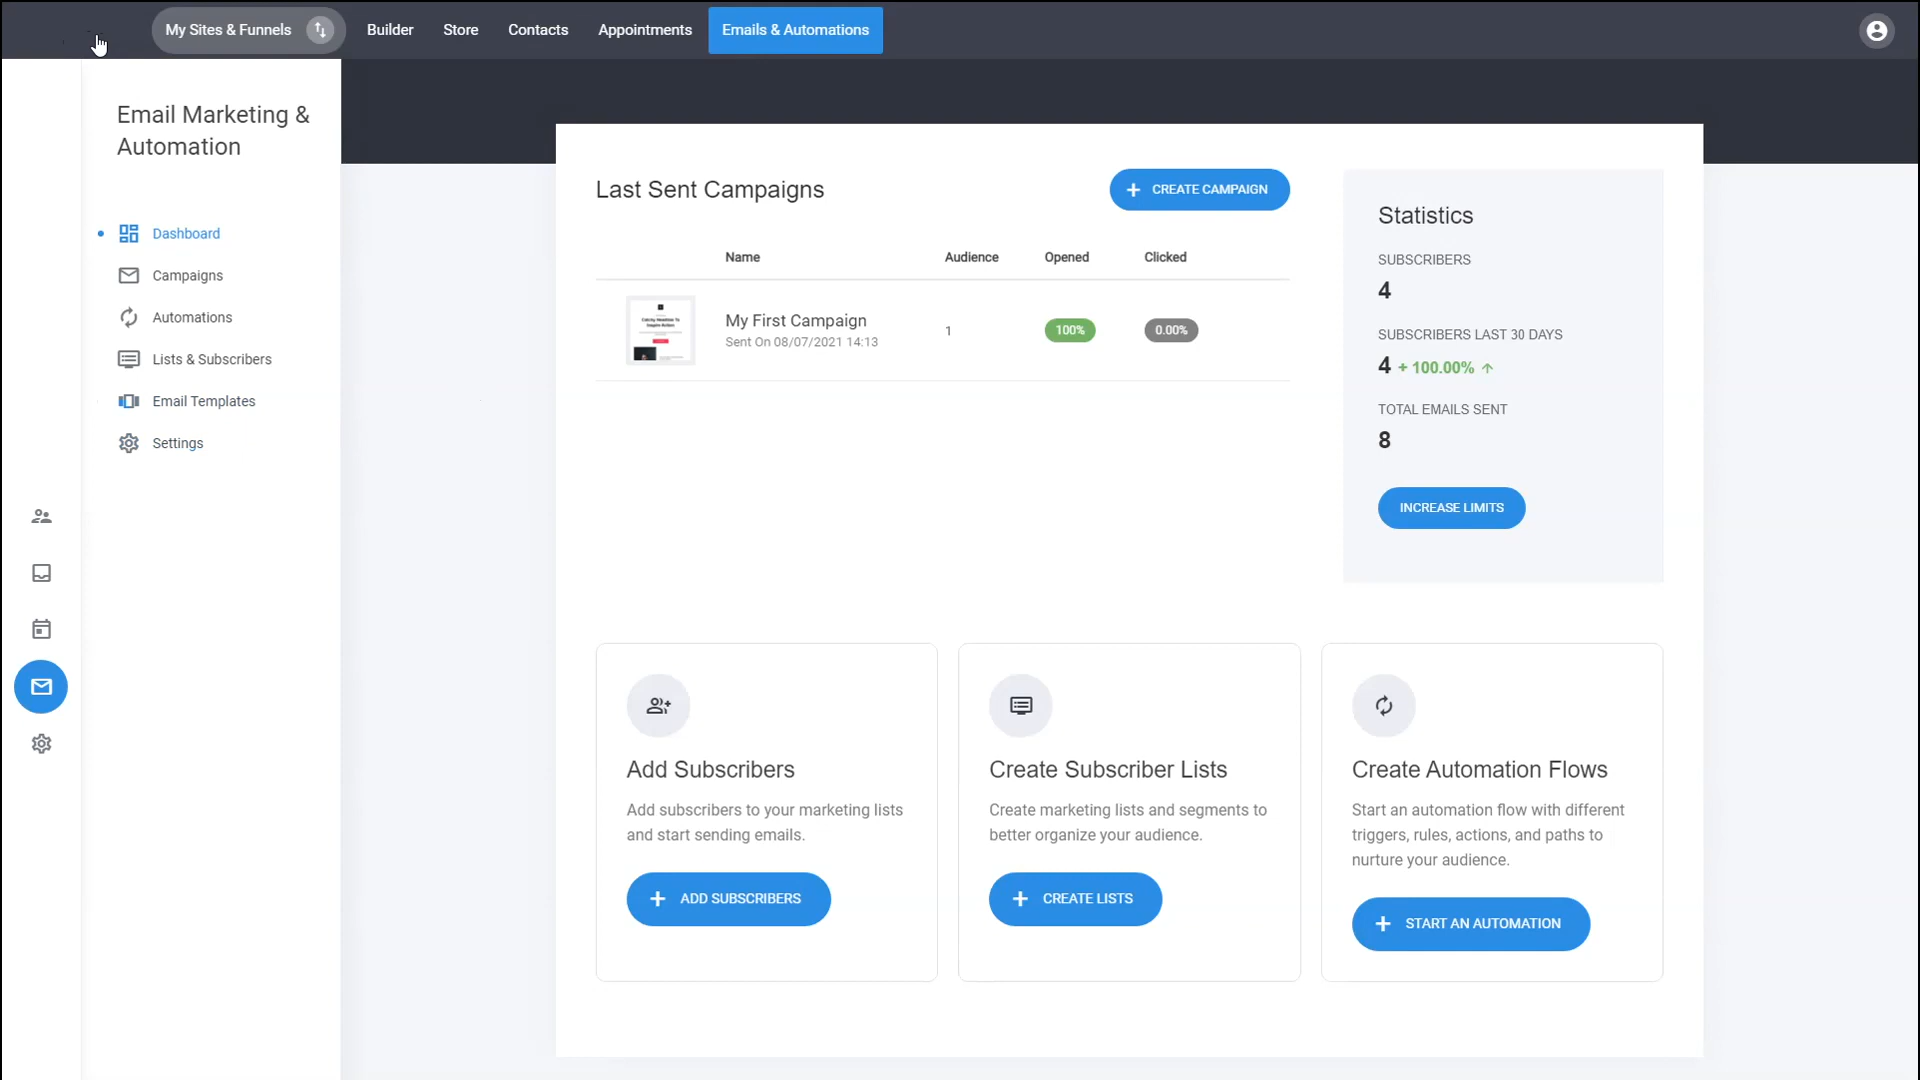 My Sites & Funnels
Builder
Store
Contacts
Appointments
Emails & Automations
Email Marketing &
Automation
Dashboard
Campaigns
Automations
Lists & Subscribers
Email Templates
Settings
Last Sent Campaigns
CREATE CAMPAIGN
Name Audience Opened Clicked
My First Campaign
Sent On 08/07/2021 14:13
1
100%
0.00%
Statistics
SUBSCRIBERS
4
SUBSCRIBERS LAST 30 DAYS
4 + 100.00%
TOTAL EMAILS SENT
8
INCREASE LIMITS
Add Subscribers
Add subscribers to your marketing lists
and start sending emails.
ADD SUBSCRIBERS
Create Subscriber Lists
Create marketing lists and segments to
better organize your audience.
CREATE LISTS
Create Automation Flows
Start an automation flow with different
triggers, rules, actions, and paths to
nurture your audience.
START AN AUTOMATION